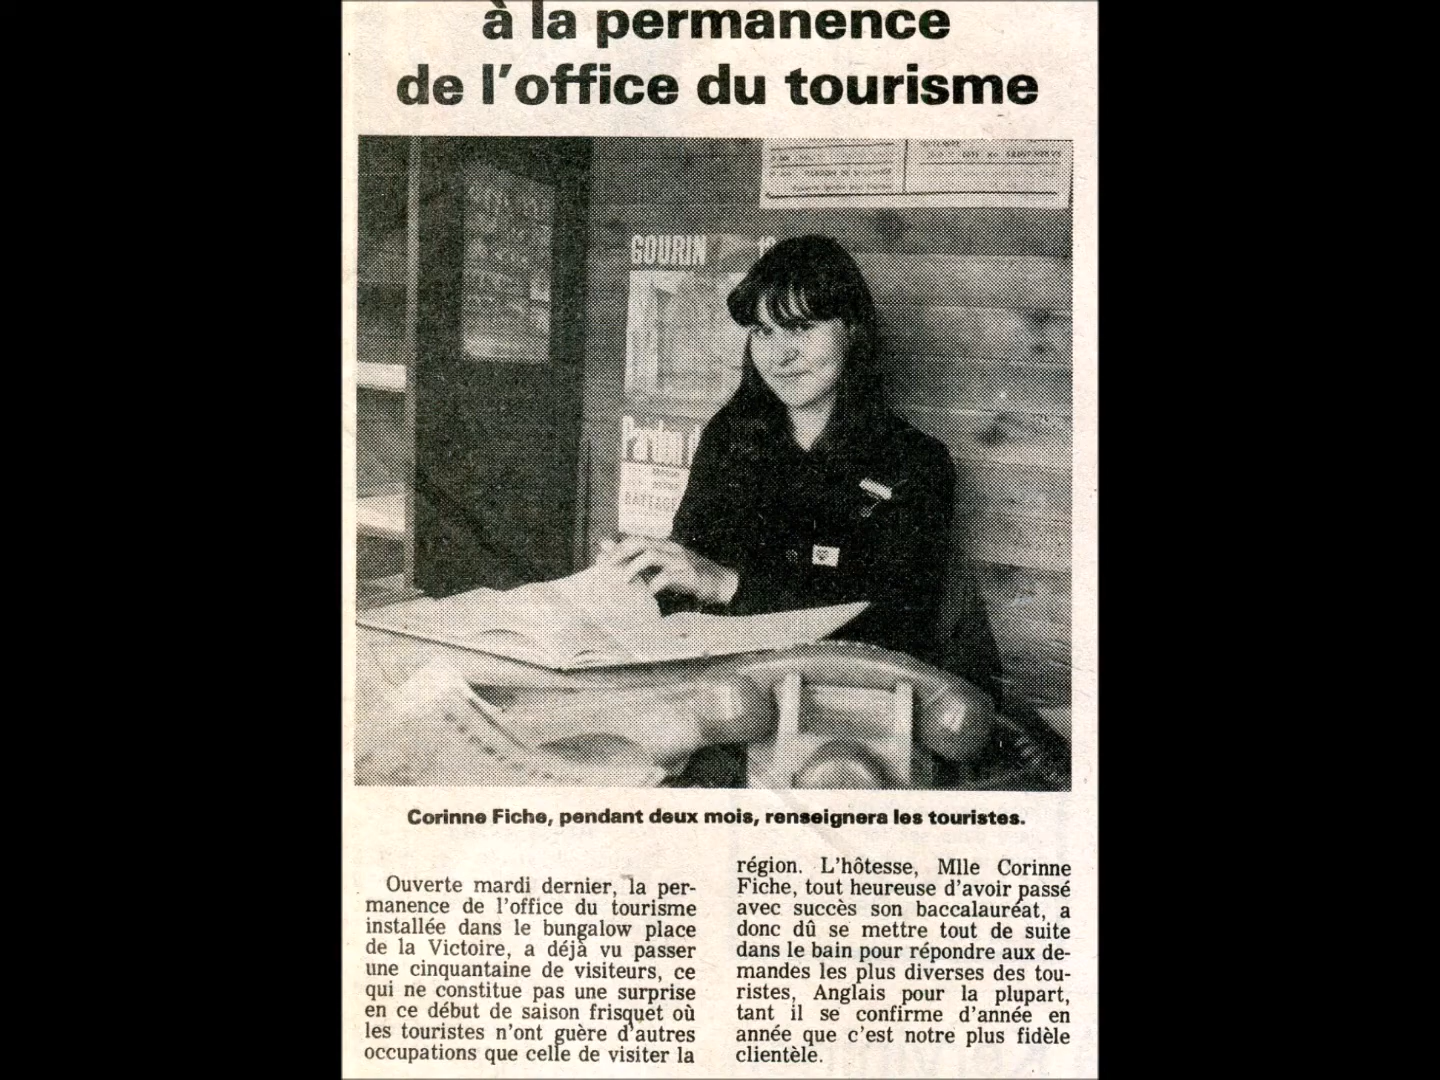 à la permanence
de l'office du tourisme
GOURIN
Pardon
Corinne Fiche, pendant deux mois, renseignera les touristes.
Ouverte mardi dernier, la per-
manence de l'office du tourisme
installée dans le bungalow place
de la Victoire, a déjà vu passer
une cinquantaine de visiteurs, ce
qui ne constitue pas une surprise
en ce début de saison frisquet où
les touristes n'ont guère d'autres
occupations que celle de visiter la
région. L'hôtesse, Mlle Corinne
Fiche, tout heureuse d'avoir passé
avec succès son baccalauréat, a
donc dû se mettre tout de suite
dans le bain pour répondre aux de-
mandes les plus diverses des tou-
ristes, Anglais pour la plupart,
tant il se confirme d'année en
année que c'est notre plus fidèle
clientèle.